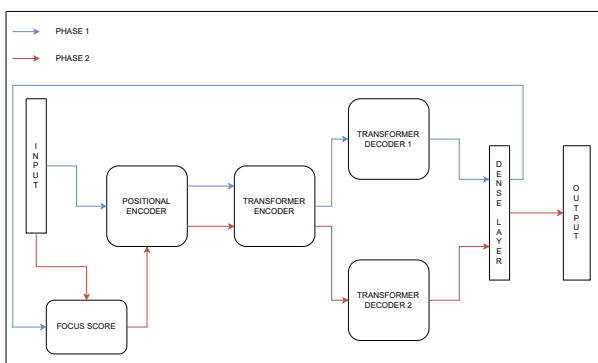 PHASE 1
PHASE 2
INPUT
POSITIONAL
ENCODER
TRANSFORMER
ENCODER
TRANSFORMER
DECODER 1
TRANSFORMER
DECODER 2
DENSE LAYER
OUTPUT
FOCUS SCORE